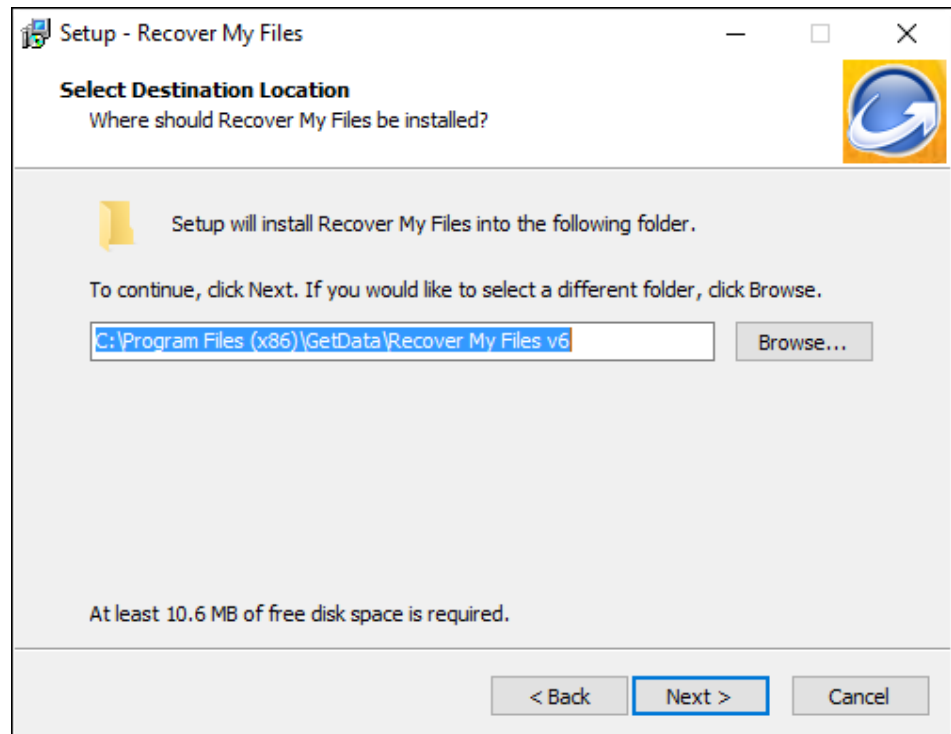 Setup - Recover My Files
Select Destination Location
Where should Recover My Files be installed?
Setup will install Recover My Files into the following folder.
To continue, click Next. If you would like to select a different folder, click Browse.
C:\Program Files (x86)\GetData\Recover My Files v6
Browse...
At least 10.6 MB of free disk space is required.
< Back
Next >
Cancel